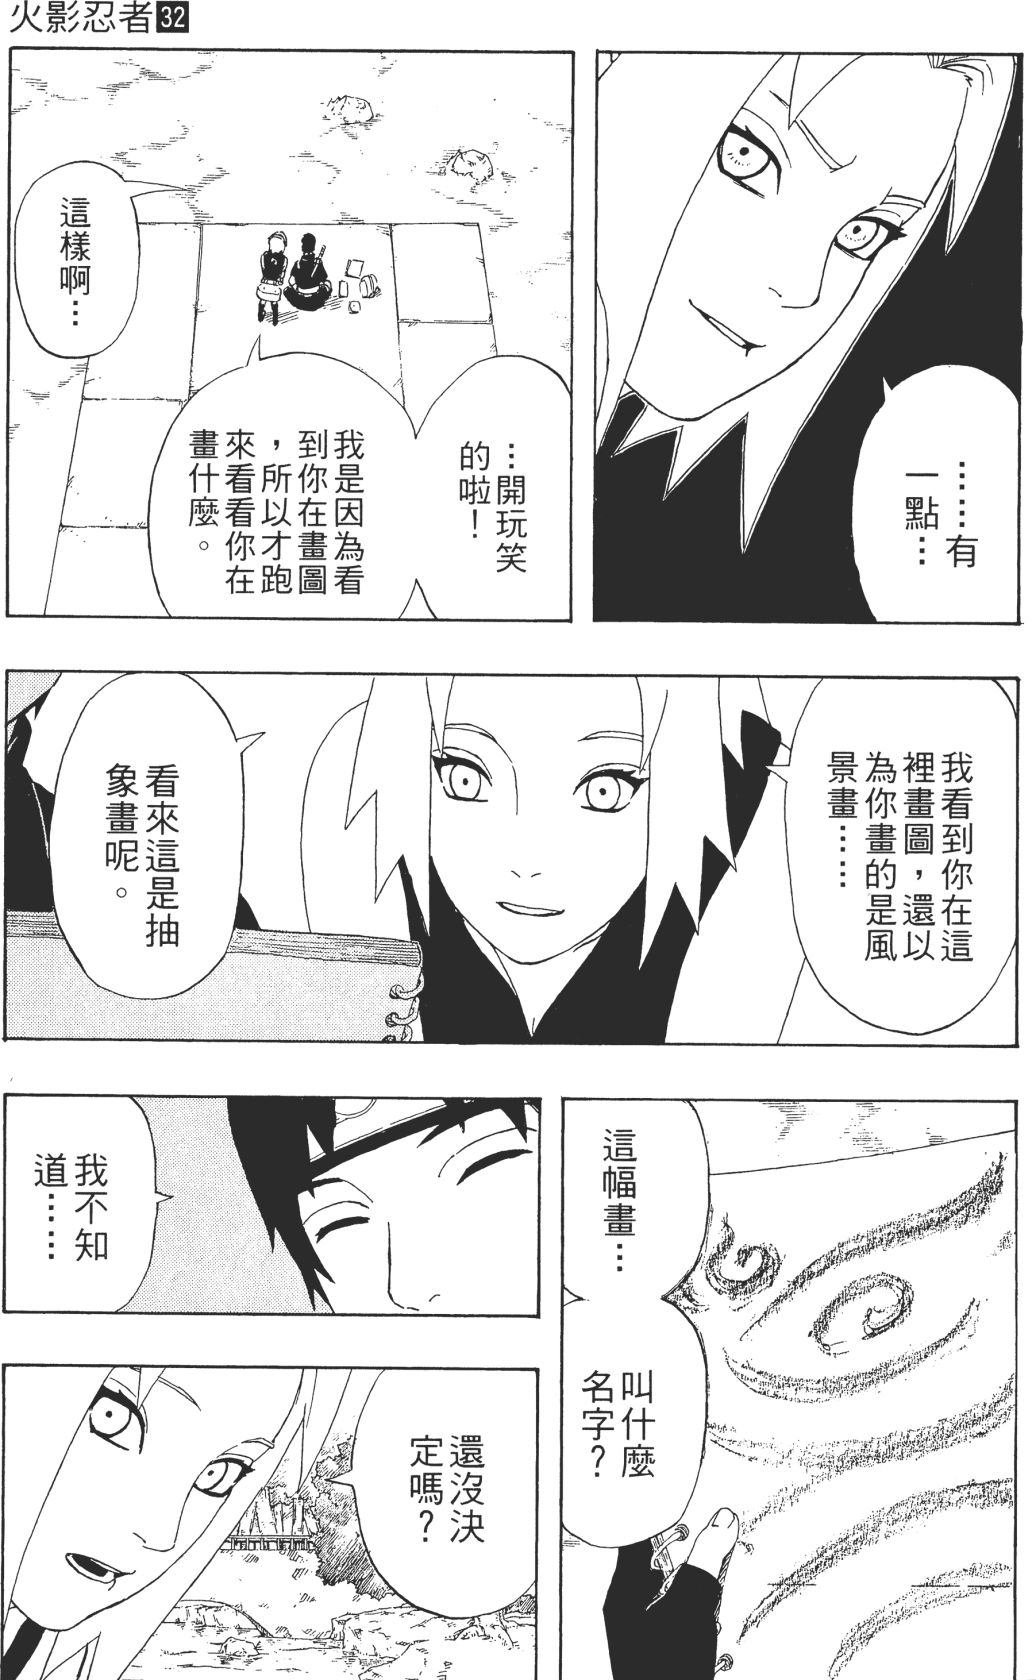 火影忍者32
……有
一點…
…開玩笑
的啦！
我是因為看
到你在畫圖
，所以才跑
來看看你在
畫什麼。
這樣啊…
我看到你在這
裡畫圖，還以
為你畫的是風
景畫……
看來這是抽
象畫呢。
這幅畫…
叫什麼
名字？
我不知
道……
還沒決
定嗎？